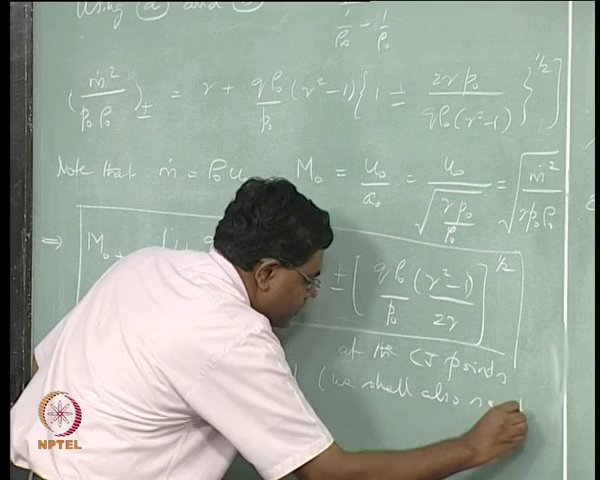 Using (a) and
1/ρ₀ - 1/ρ₀
(ṁ²/(p₀ρ₀))± = γ + (qρ₀/p₀)(γ²-1){1 ± 2γp₀/(qρ₀(γ²-1))}^1/2]
Note that ṁ = ρ₀u₀ M₀ = u₀/a₀ = u₀/√(γp₀/ρ₀) = √(ṁ²/(γp₀ρ₀))
⇒ M₀₊ [1+ ± [(qρ₀/p₀)((γ²-1)/2γ)]^1/2
at the CJ points
(we shall also
NPTEL